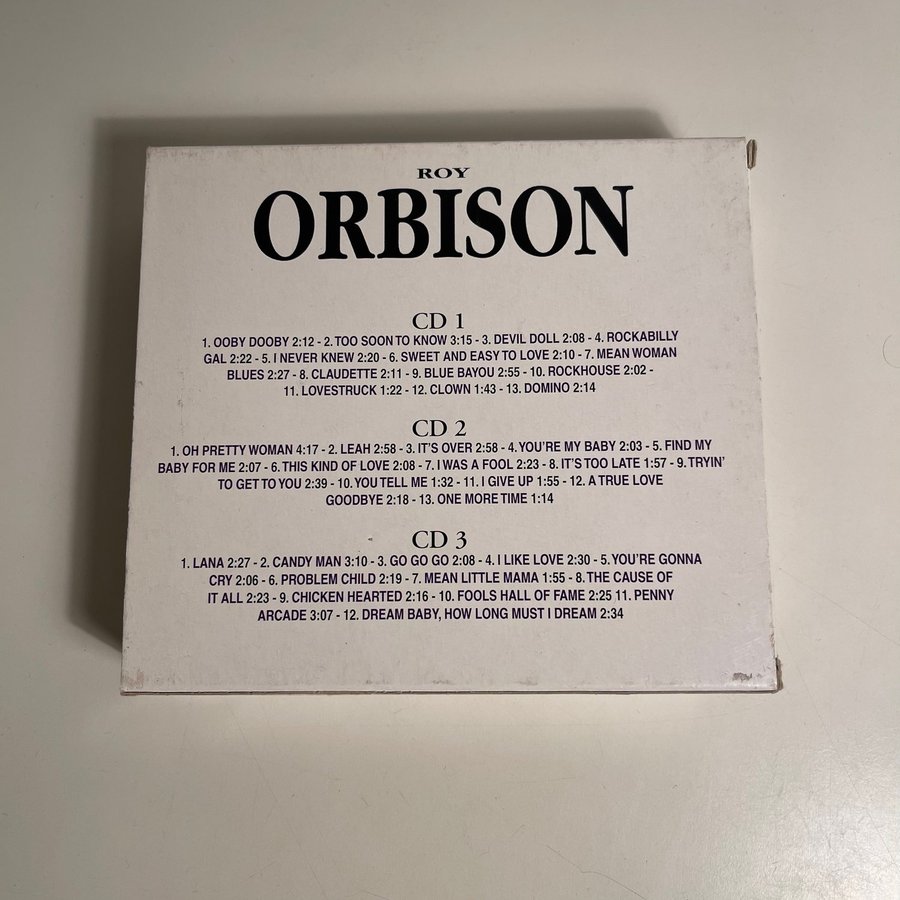 ROY
ORBISON
CD 1
1. OOBY DOOBY 2:12 - 2. TOO SOON TO KNOW 3:15 - 3. DEVIL DOLL 2:08 - 4. ROCKABILLY
GAL 2:22 - 5. I NEVER KNEW 2:20 - 6. SWEET AND EASY TO LOVE 2:10 - 7. MEAN WOMAN
BLUES 2:27 - 8. CLAUDETTE 2:11 - 9. BLUE BAYOU 2:55 - 10. ROCKHOUSE 2:02 -
11. LOVESTRUCK 1:22 - 12. CLOWN 1:43 - 13. DOMINO 2:14
CD 2
1. OH PRETTY WOMAN 4:17 - 2. LEAH 2:58 - 3. IT'S OVER 2:58 - 4. YOU'RE MY BABY 2:03 - 5. FIND MY
BABY FOR ME 2:07 - 6. THIS KIND OF LOVE 2:08 - 7. I WAS A FOOL 2:23 - 8. IT'S TOO LATE 1:57 - 9. TRYIN'
TO GET TO YOU 2:39 - 10. YOU TELL ME 1:32 - 11. I GIVE UP 1:55 - 12. A TRUE LOVE
GOODBYE 2:18 - 13. ONE MORE TIME 1:14
CD 3
1. LANA 2:27 - 2. CANDY MAN 3:10 - 3. GO GO GO 2:08 - 4. I LIKE LOVE 2:30 - 5. YOU'RE GONNA
CRY 2:06 - 6. PROBLEM CHILD 2:19 - 7. MEAN LITTLE MAMA 1:55 - 8. THE CAUSE OF
IT ALL 2:23 - 9. CHICKEN HEARTED 2:16 - 10. FOOLS HALL OF FAME 2:25 11. PENNY
ARCADE 3:07 - 12. DREAM BABY, HOW LONG MUST I DREAM 2:34